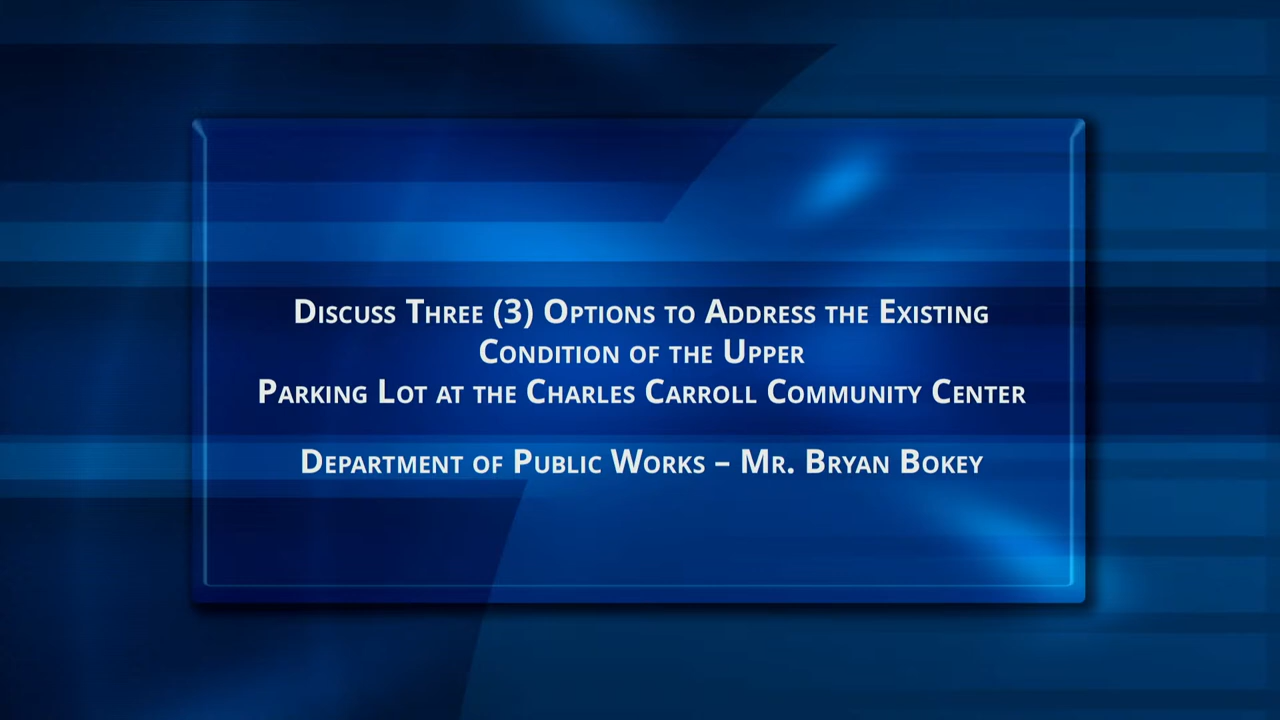 Discuss Three (3) Options to Address the Existing
Condition of the Upper
Parking Lot at the Charles Carroll Community Center
Department of Public Works – Mr. Bryan Bokey